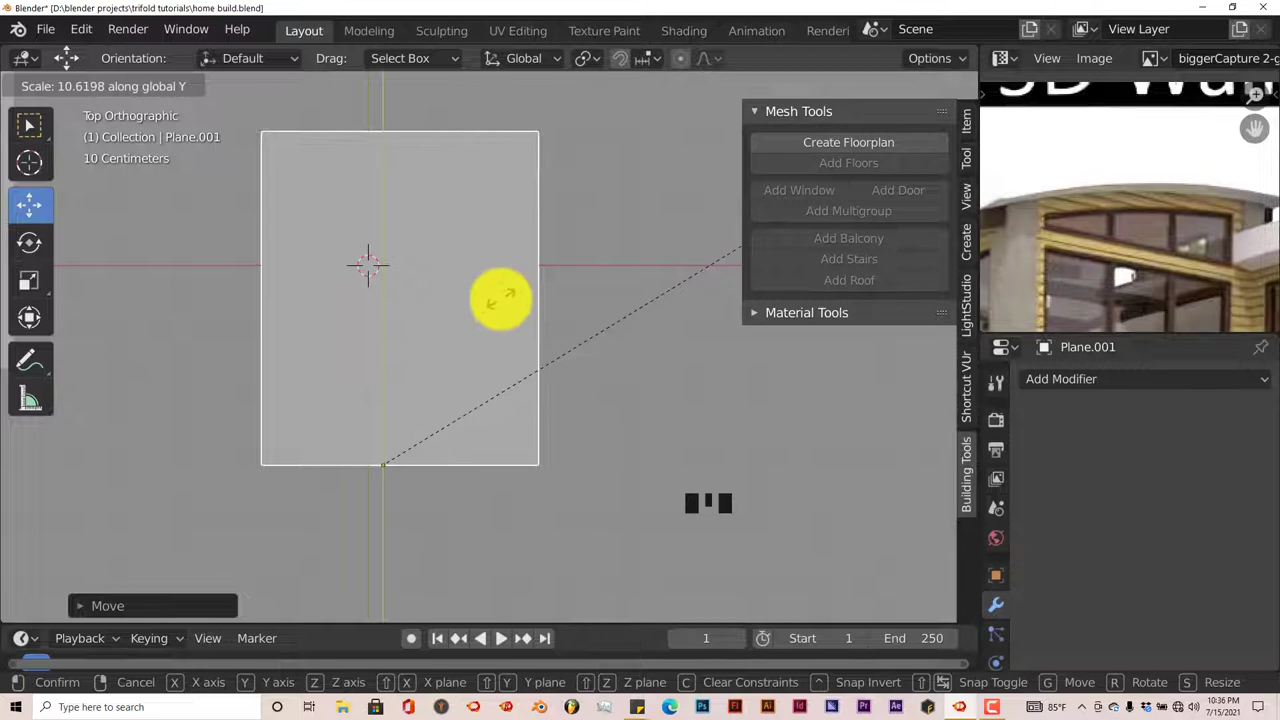 Blender* [D:\blender projects\trifold tutorials\home build.blend]
File Edit Render Window Help Layout Modeling Sculpting UV Editing Texture Paint Shading Animation Renderi Scene View Layer
Orientation: Default Drag: Select Box Global Options View Image biggerCapture 2-g
Scale: 10.6198 along global Y
Top Orthographic
(1) Collection | Plane.001
10 Centimeters
Mesh Tools
Create Floorplan
Add Floors
Add Window Add Door
Add Multigroup
Add Balcony
Add Stairs
Add Roof
Material Tools
Item
Tool
View
Create
LightStudio
Shortcut VUr
Building Tools
Plane.001
Add Modifier
Move
Playback Keying View Marker 1 Start 1 End 250
Confirm Cancel X X axis Y Y axis Z Z axis X X plane Y Y plane Z Z plane C Clear Constraints Snap Invert Snap Toggle G Move R Rotate S Resize
Type here to search 85°F 10:36 PM
7/15/2021